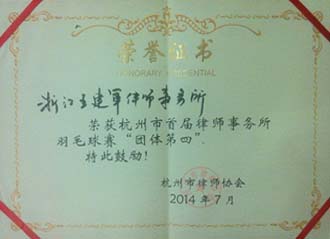 荣誉证书
HONORARY CREDENTIAL
浙江王建军律师事务所
荣获杭州市首届律师事务所
羽毛球赛“团体第四”,
特此鼓励！
杭州市律师协会
2014年7月